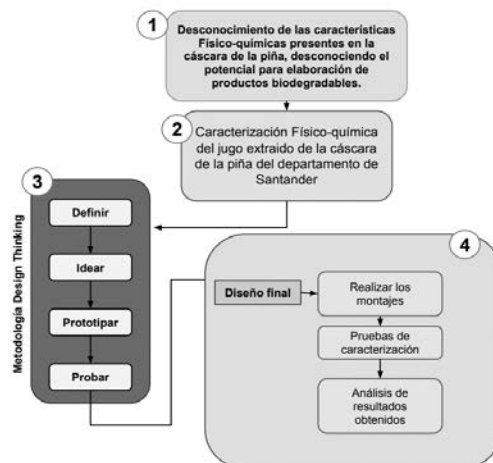 1
Desconocimiento de las características
Físico-químicas presentes en la
cáscara de la piña, desconociendo el
potencial para elaboración de
productos biodegradables.
2
Caracterización Físico-química
del jugo extraido de la cáscara
de la piña del departamento de
Santander
3
Metodología Design Thinking
Definir
Idear
Prototipar
Probar
4
Diseño final
Realizar los
montajes
Pruebas de
caracterización
Análisis de
resultados
obtenidos